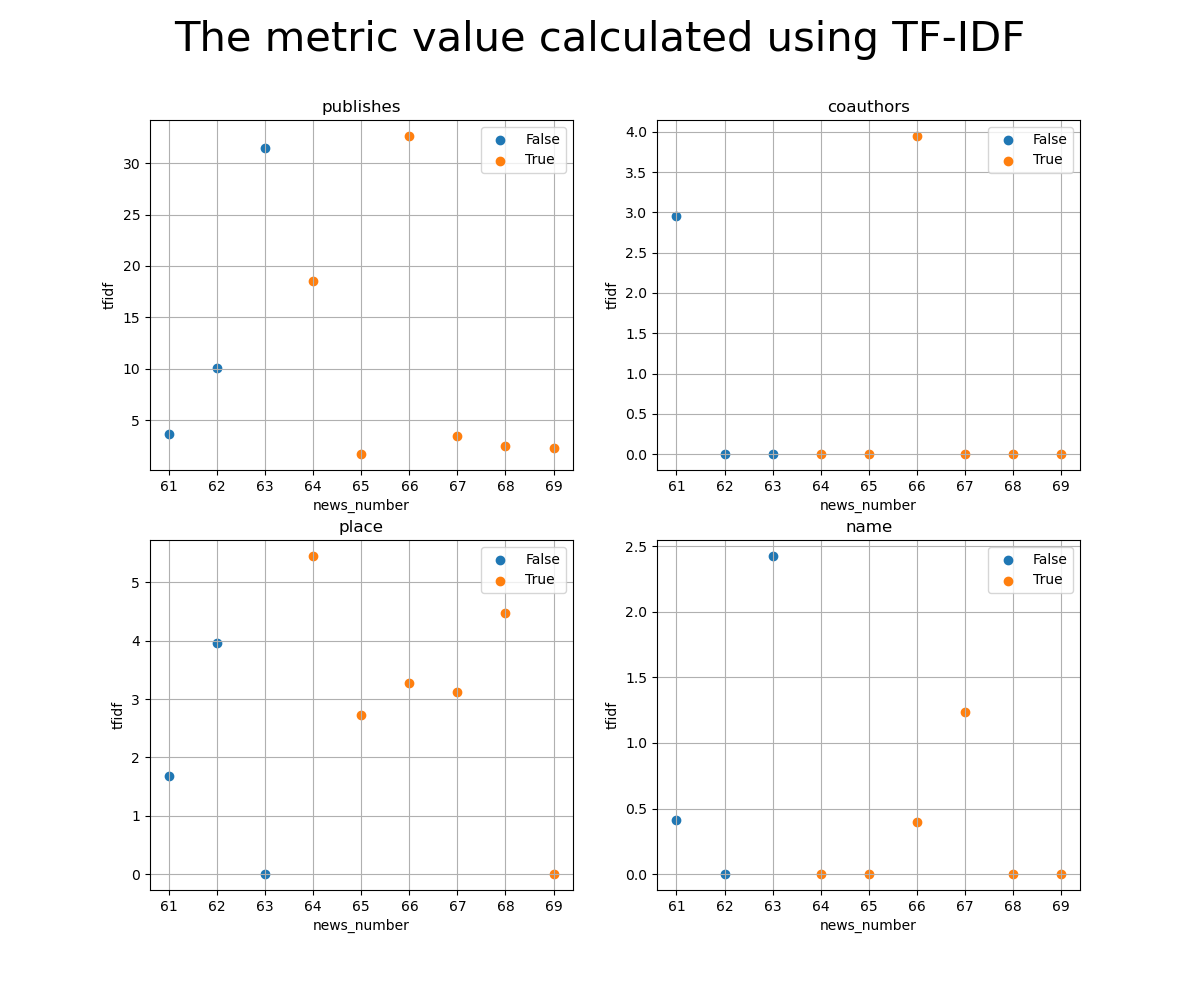 The metric value calculated using TF-IDF
publishes
False
True
30
25
20
15
10
5
tfidf
61 62 63 64 65 66 67 68 69
news_number
coauthors
False
True
4.0
3.5
3.0
2.5
2.0
1.5
1.0
0.5
0.0
tfidf
61 62 63 64 65 66 67 68 69
news_number
place
False
True
5
4
3
2
1
0
tfidf
61 62 63 64 65 66 67 68 69
news_number
name
False
True
2.5
2.0
1.5
1.0
0.5
0.0
tfidf
61 62 63 64 65 66 67 68 69
news_number